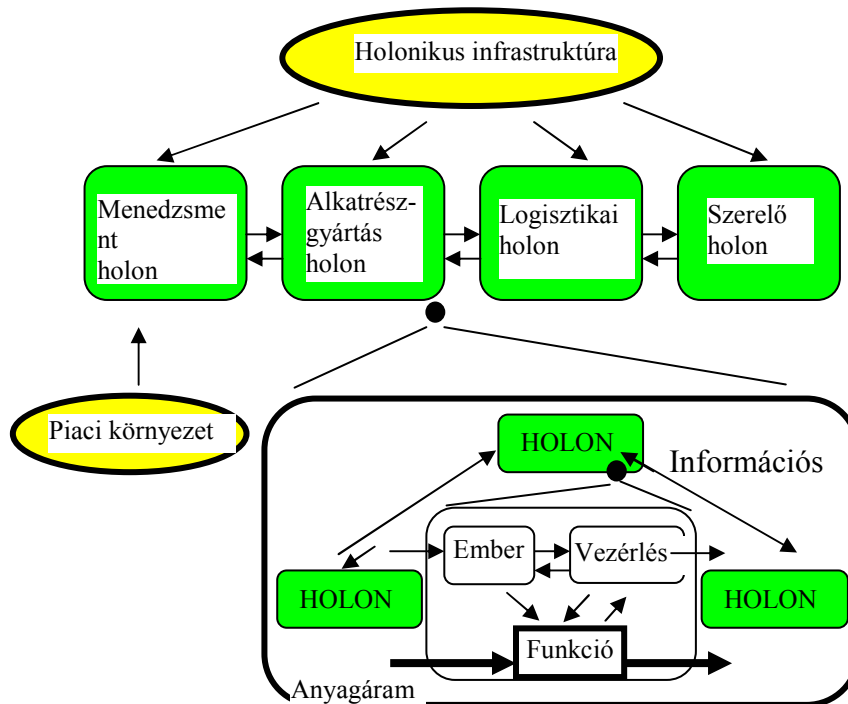 Holonikus infrastruktúra
Menedzsme
nt
holon
Alkatrész-
gyártás
holon
Logisztikai
holon
Szerelő
holon
Piaci környezet
HOLON
Információs
Ember
Vezérlés
HOLON
HOLON
Funkció
Anyagáram